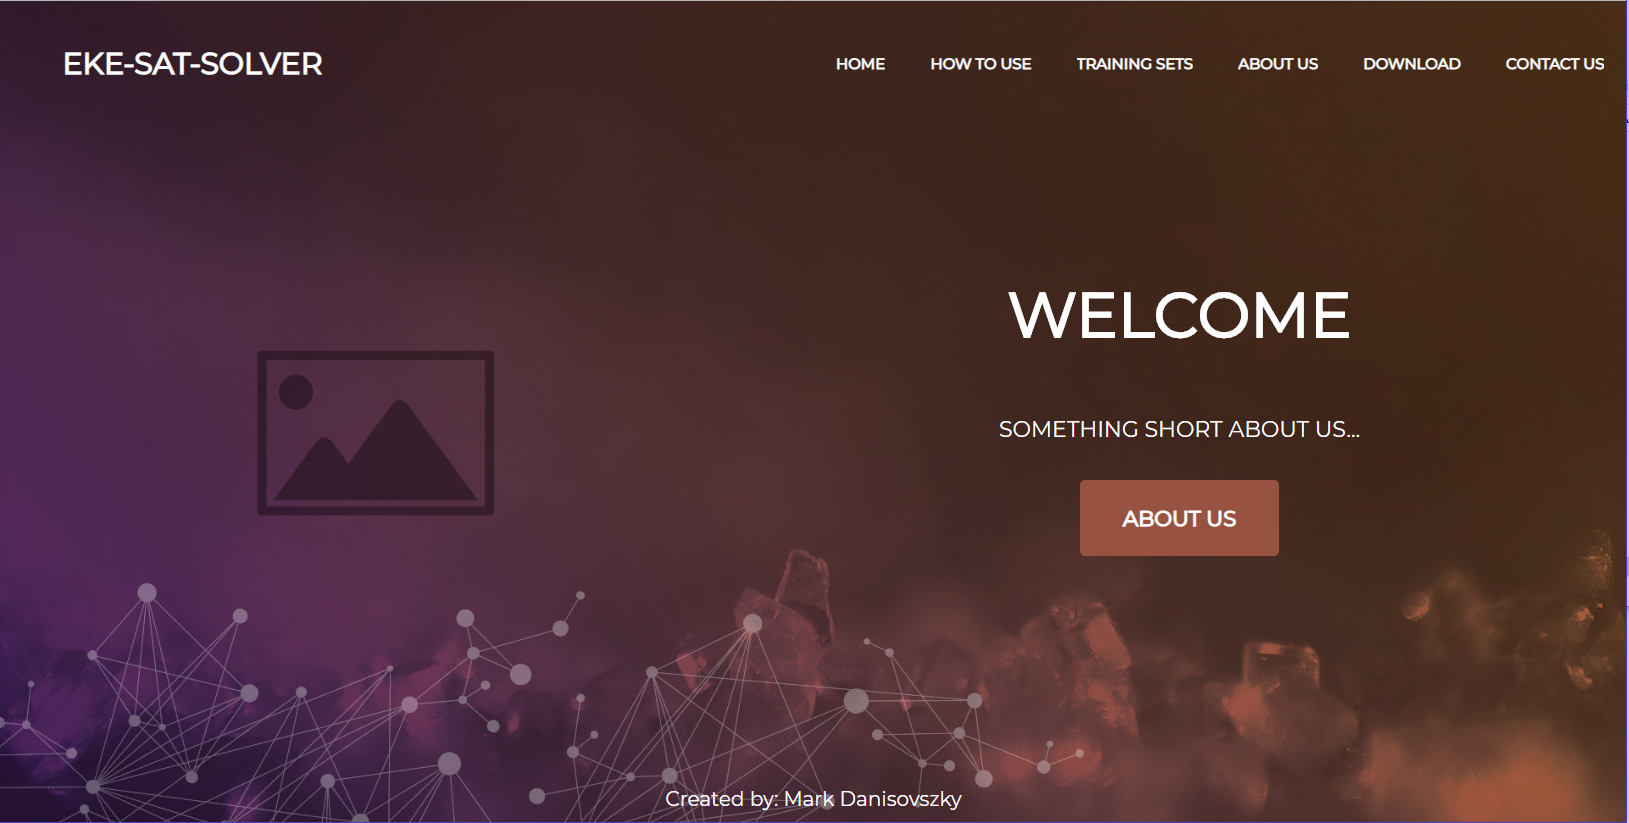 EKE-SAT-SOLVER
HOME HOW TO USE TRAINING SETS ABOUT US DOWNLOAD CONTACT US
WELCOME
SOMETHING SHORT ABOUT US...
ABOUT US
Created by: Mark Danisovszky